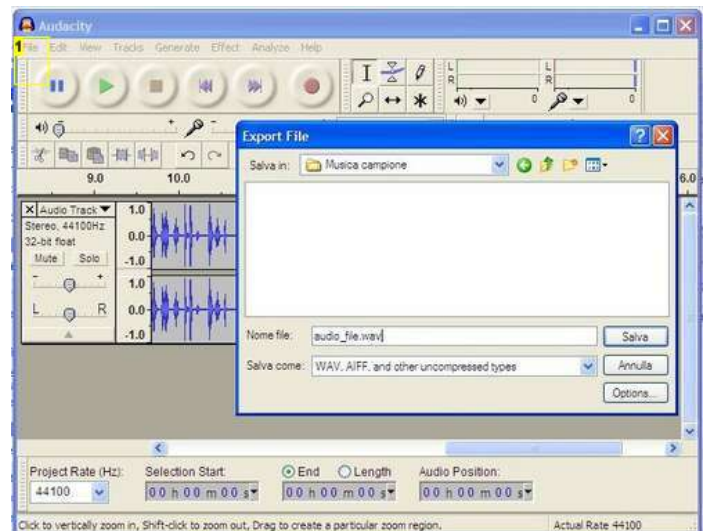 Audacity
1
File Edit View Tracks Generate Effect Analyze Help
L
R
L
R
0
0
Export File
Salva in: Musica campione
9.0 10.0 6.0
Audio Track
Stereo, 44100Hz
32-bit float
Mute Solo
- +
L R
1.0
0.0
-1.0
1.0
0.0
-1.0
Nome file: audio_file.wav Salva
Salva come: WAV, AIFF, and other uncompressed types Annulla
Options...
Project Rate (Hz): Selection Start: End Length Audio Position:
44100 00 h 00 m 00 s 00 h 00 m 00 s 00 h 00 m 00 s
Click to vertically zoom in, Shift-click to zoom out, Drag to create a particular zoom region. Actual Rate 44100